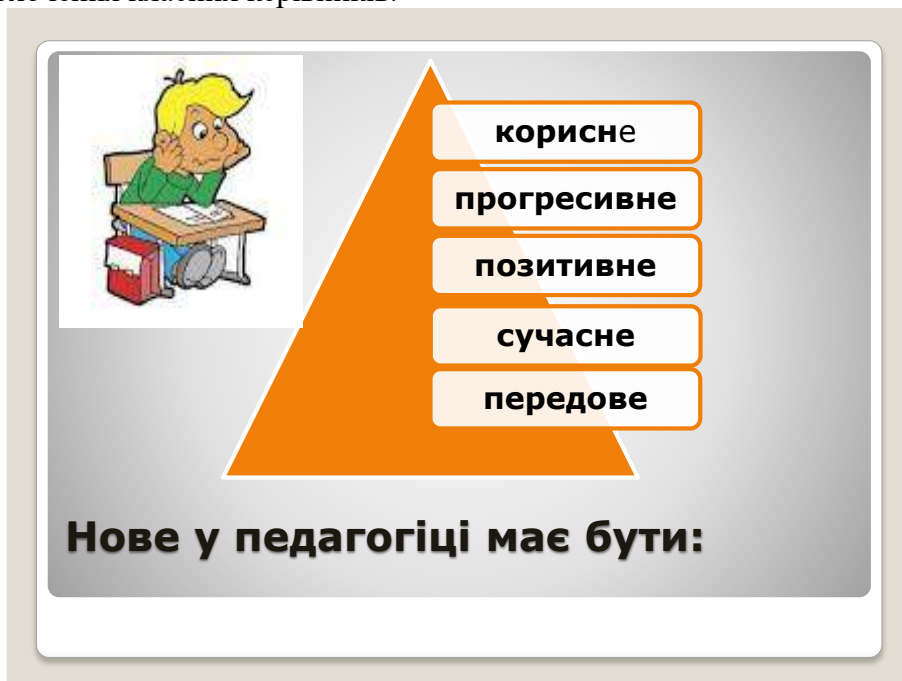 корисне
прогресивне
позитивне
сучасне
передове
Нове у педагогіці має бути: